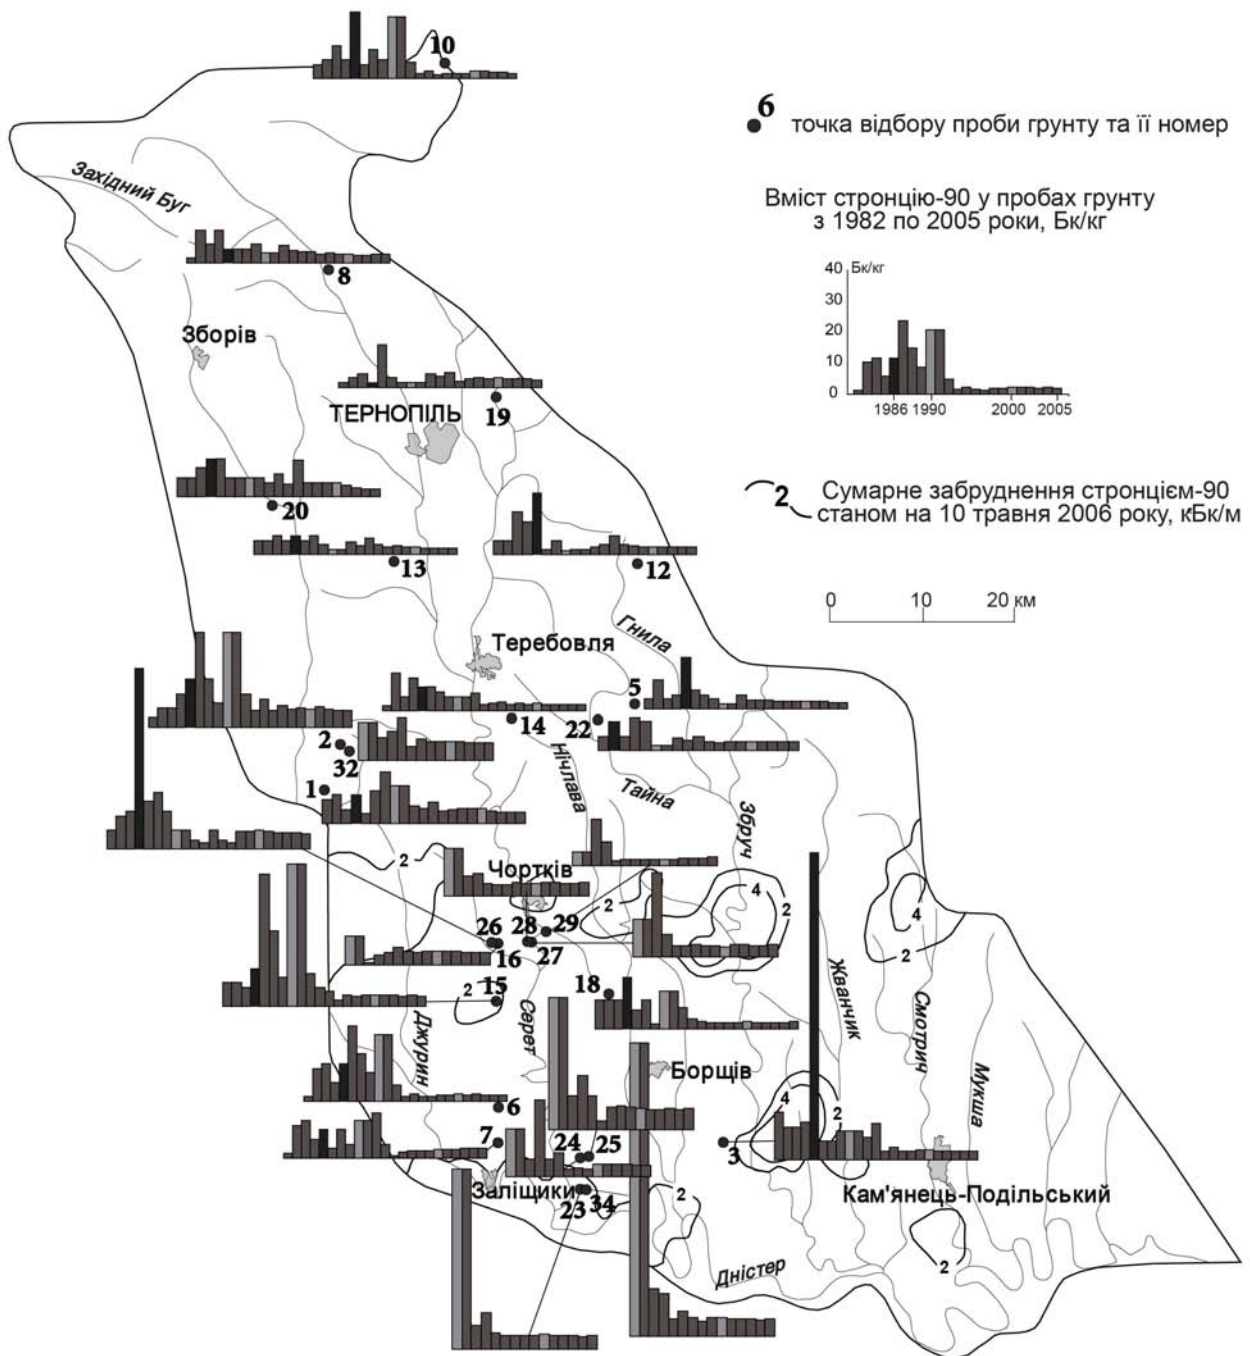 10
6
точка відбору проби грунту та її номер
Західний Буг
Вміст стронцію-90 у пробах грунту
з 1982 по 2005 роки, Бк/кг
8
40 Бк/кг
30
20
10
0
1986 1990 2000 2005
Зборів
19
ТЕРНОПІЛЬ
2 Сумарне забруднення стронцієм-90
станом на 10 травня 2006 року, кБк/м
20
13
12
0 10 20 км
Гнила
Теребовля
5
14
22
2
32
Нічлава
1
Тайна
Збруч
2
Чортків
2
4
2
4
2
26
28
29
16
27
Жванчик
18
15
2
Серет
Джурин
Смотрич
Борщів
Мукша
4
2
6
7
24
25
3
Заліщики
23
34
2
Кам'янець-Подільський
2
Дністер